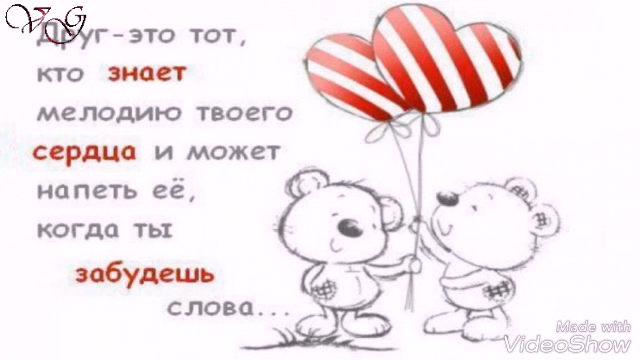 VG
Друг-это тот,
кто знает
мелодию твоего
сердца и может
напеть её,
когда ты
забудешь
слова...
Made with
VideoShow